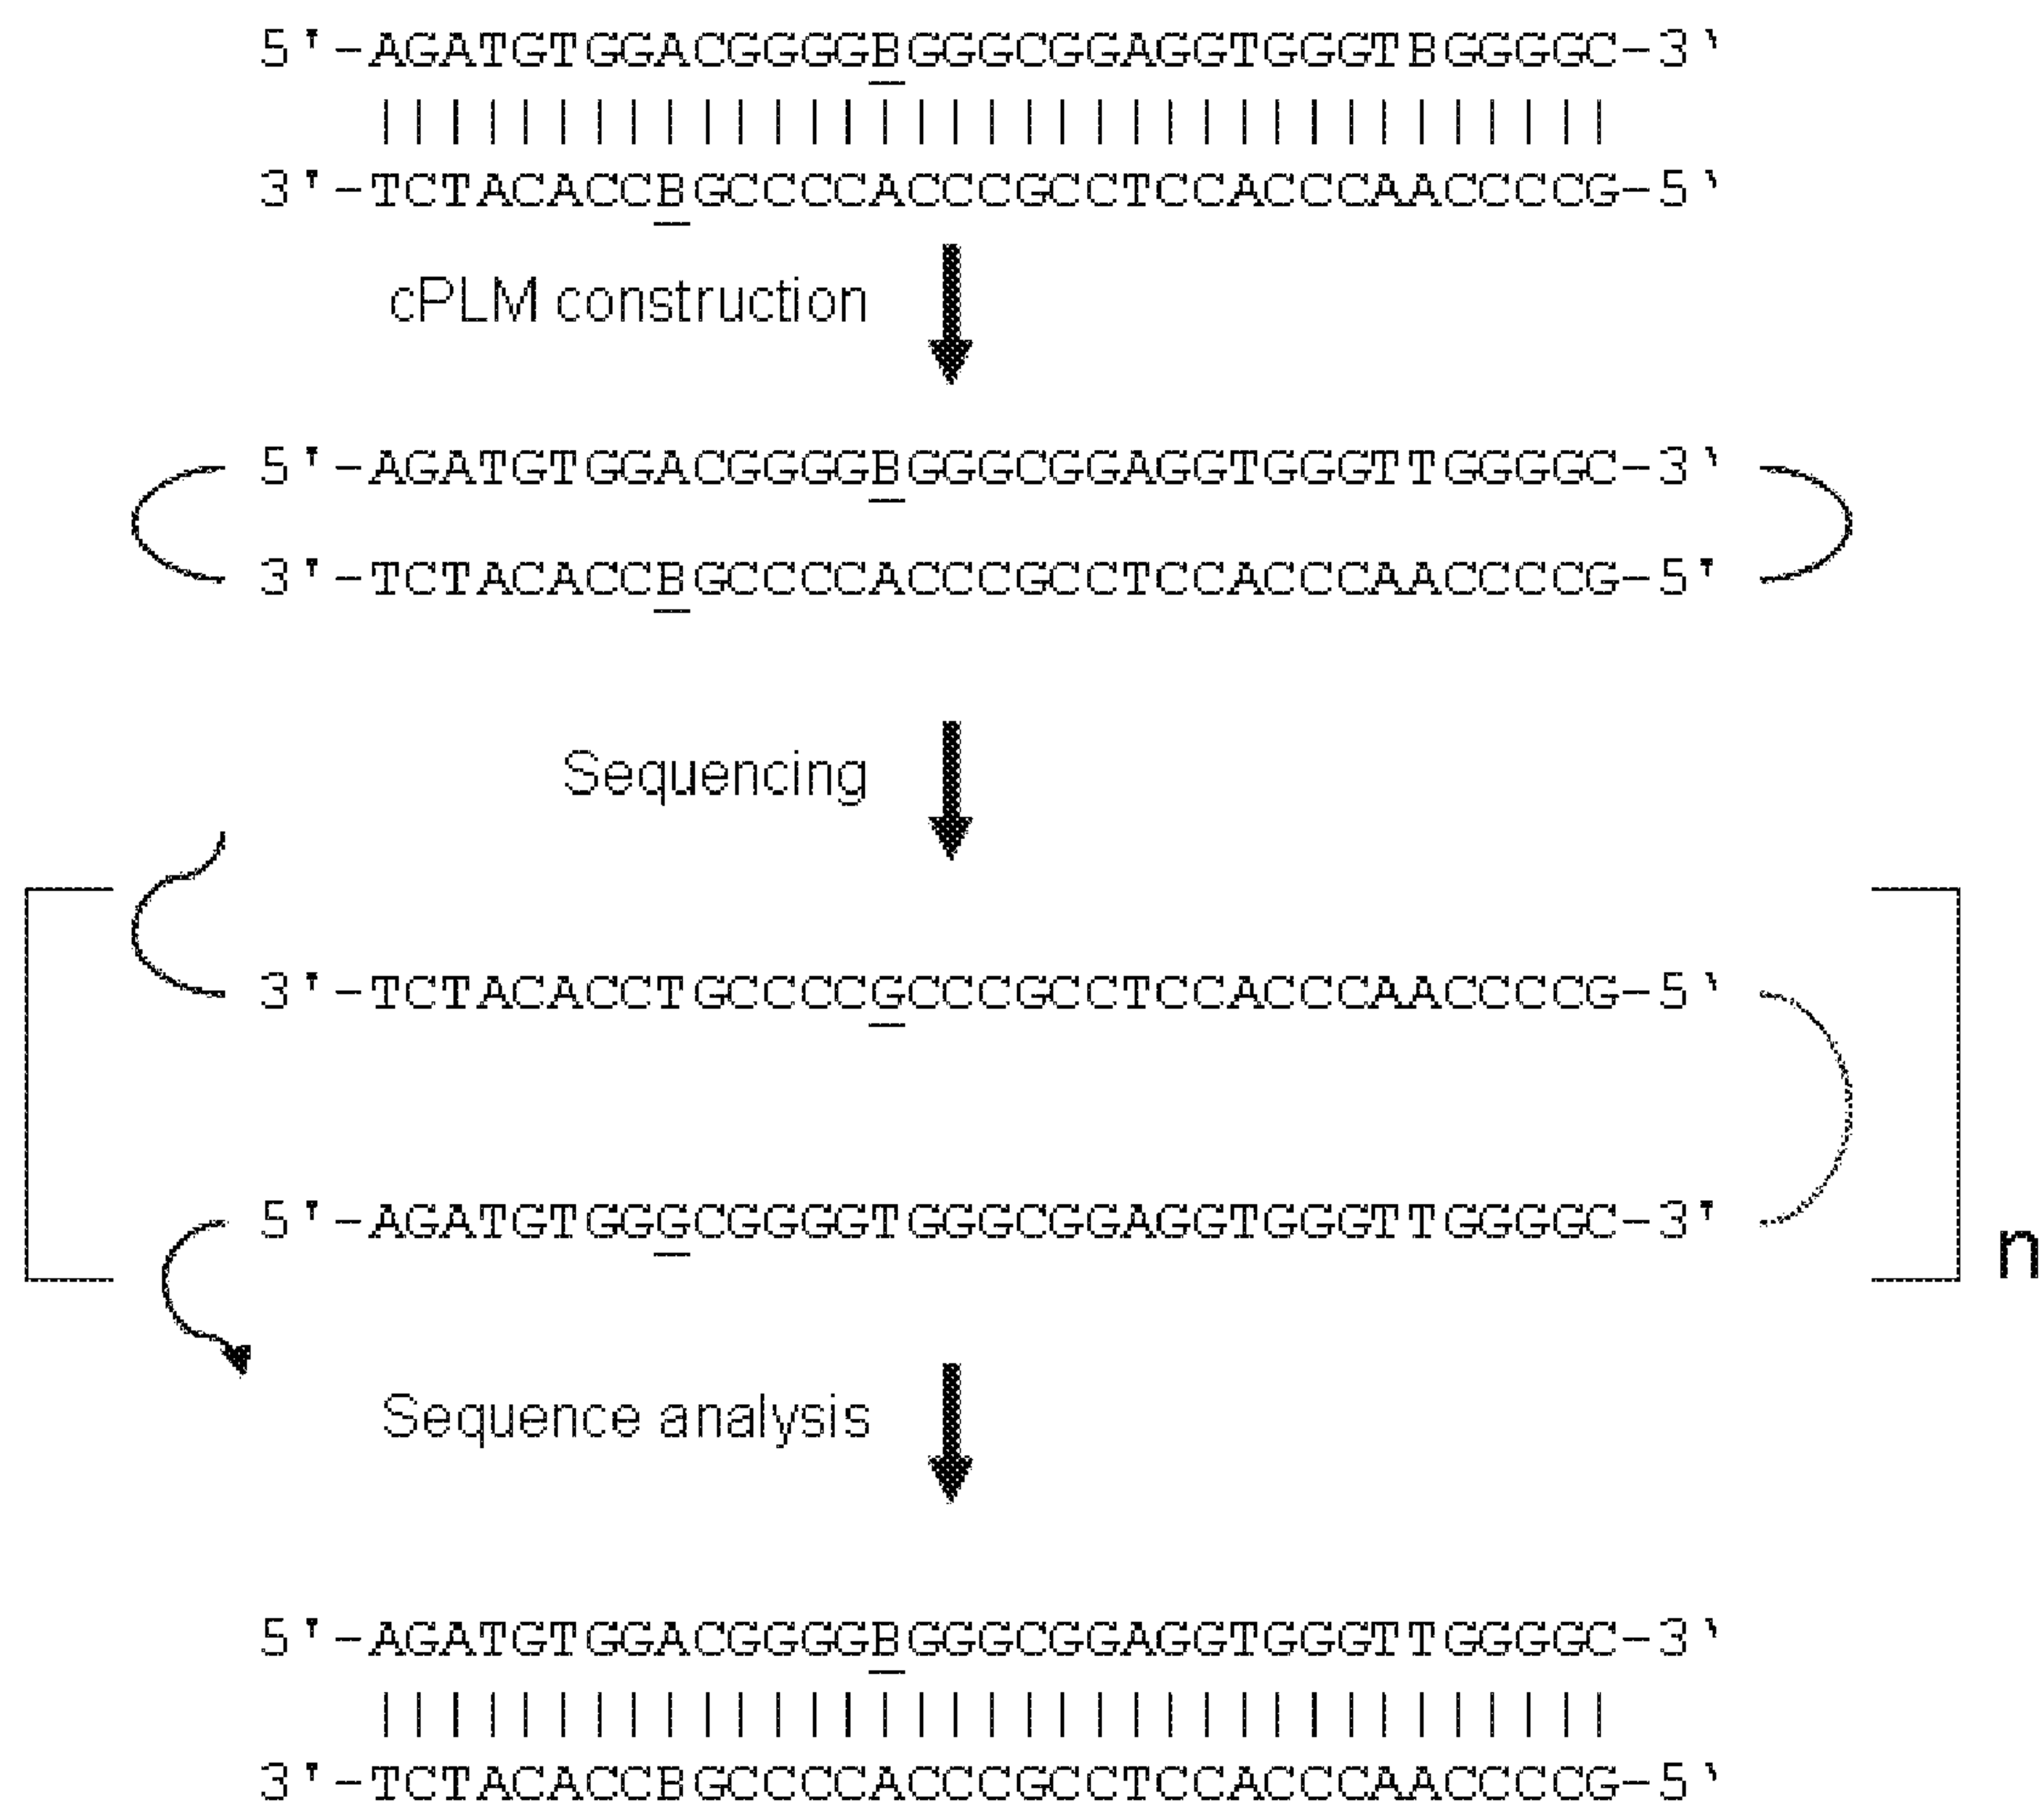 5'-AGATGTGGACGGGGBGGGCGGAGGTGGGTBGGGGC-3'
3'-TCTACACCBGCCCCACCCGCCTCCACCCAACCCCG-5'
cPLM construction
5'-AGATGTGGACGGGGBGGGCGGAGGTGGGTTGGGGC-3'
3'-TCTACACCBGCCCCACCCGCCTCCACCCAACCCCG-5'
Sequencing
3'-TCTACACCTGCCCCGCCCGCCTCCACCCAACCCCG-5'
5'-AGATGTGGGCGGGGTGGGCGGAGGTGGGTTGGGGC-3'
n
Sequence analysis
5'-AGATGTGGACGGGGBGGGCGGAGGTGGGTTGGGGC-3'
3'-TCTACACCBGCCCCACCCGCCTCCACCCAACCCCG-5'